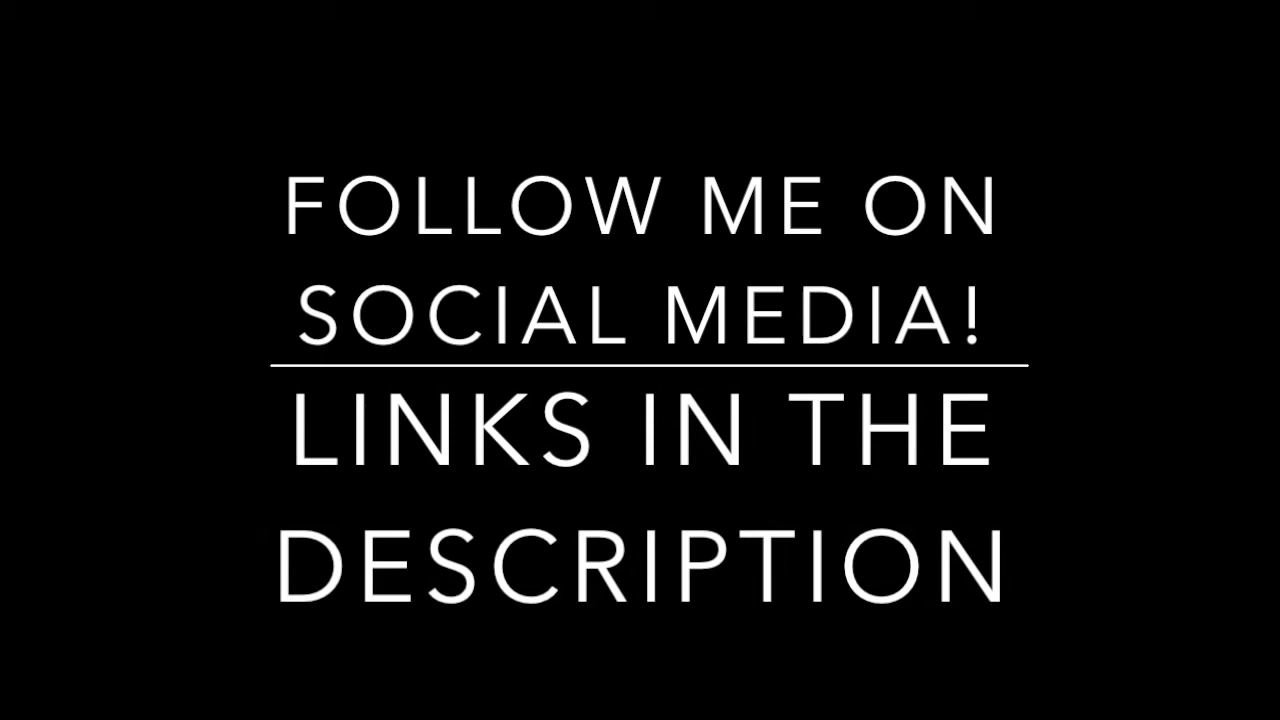 FOLLOW ME ON
SOCIAL MEDIA!
LINKS IN THE
DESCRIPTION